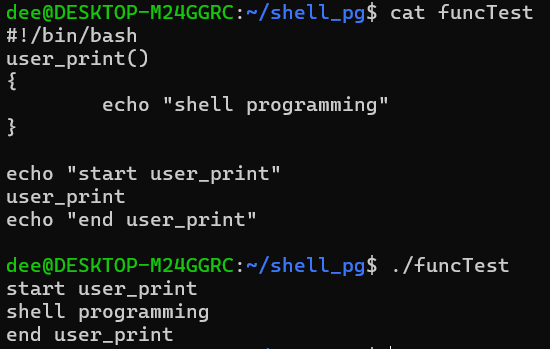 dee@DESKTOP-M24GGRC:~/shell_pg$ cat funcTest
#!/bin/bash
user_print()
{
        echo "shell programming"
}

echo "start user_print"
user_print
echo "end user_print"

dee@DESKTOP-M24GGRC:~/shell_pg$ ./funcTest
start user_print
shell programming
end user_print